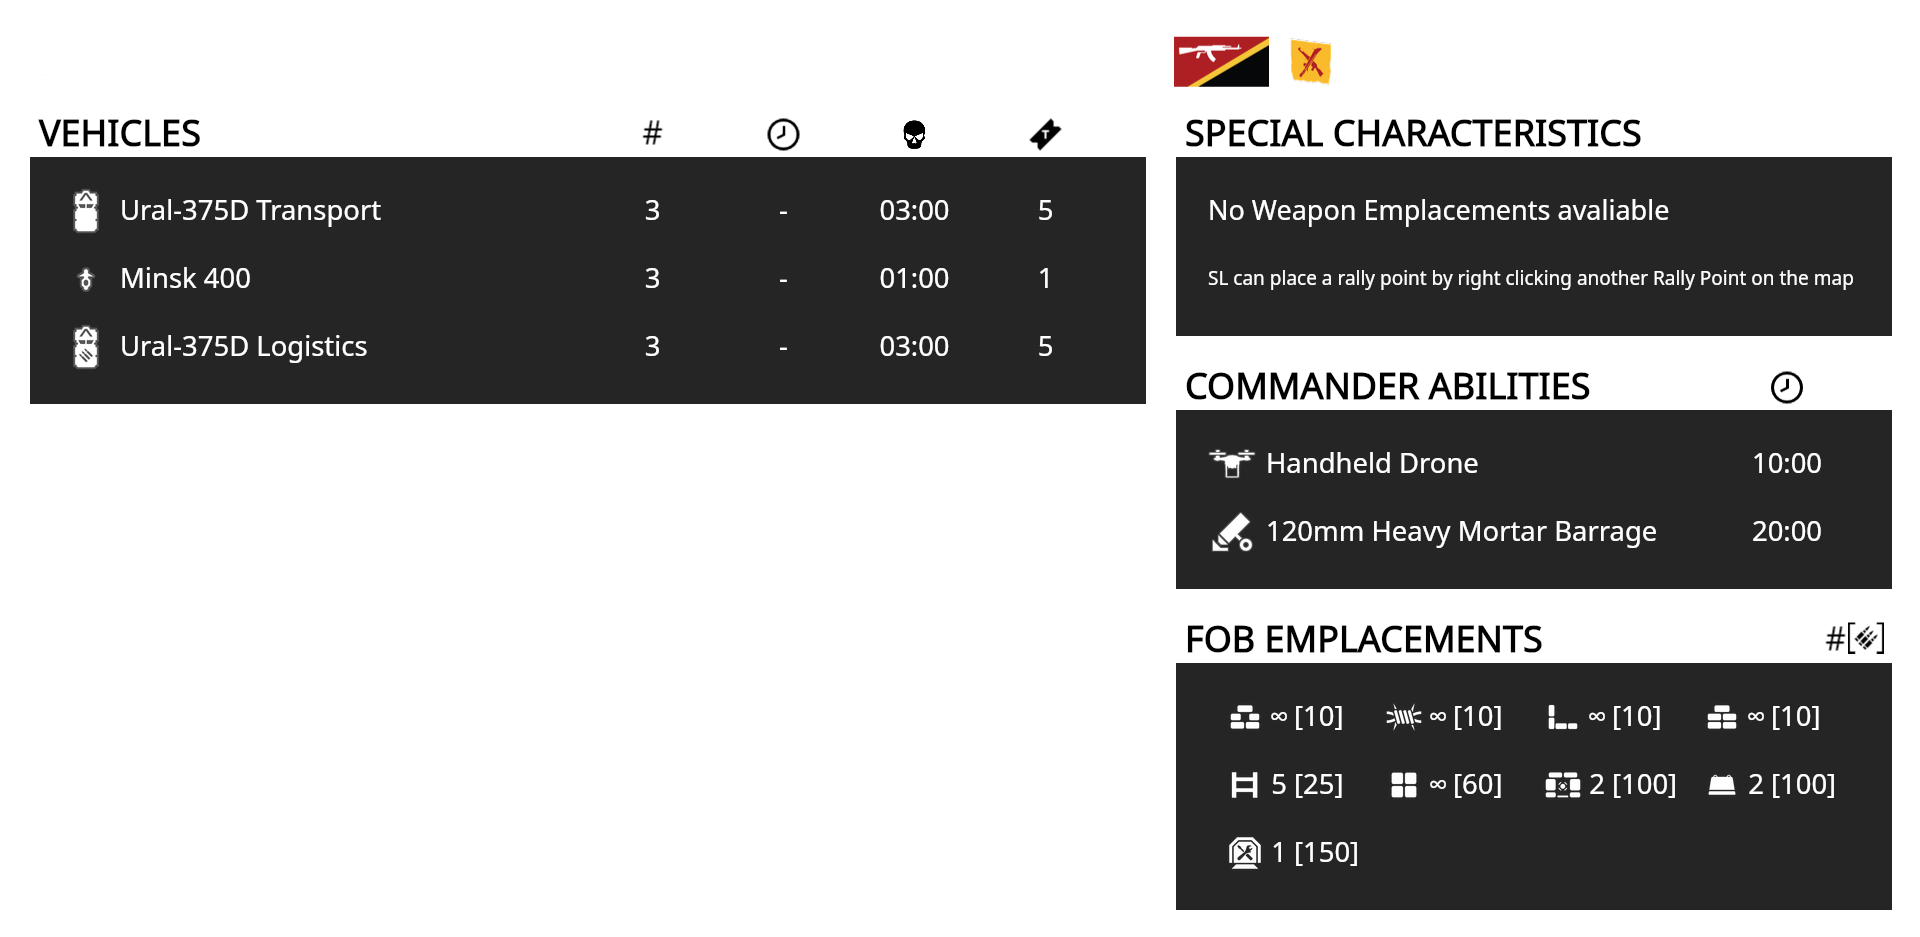 VEHICLES #
Ural-375D Transport 3 - 03:00 5
Minsk 400 3 - 01:00 1
Ural-375D Logistics 3 - 03:00 5
SPECIAL CHARACTERISTICS
No Weapon Emplacements avaliable
SL can place a rally point by right clicking another Rally Point on the map
COMMANDER ABILITIES
Handheld Drone 10:00
120mm Heavy Mortar Barrage 20:00
FOB EMPLACEMENTS #[]
∞ [10] ∞ [10] ∞ [10] ∞ [10]
5 [25] ∞ [60] 2 [100] 2 [100]
1 [150]